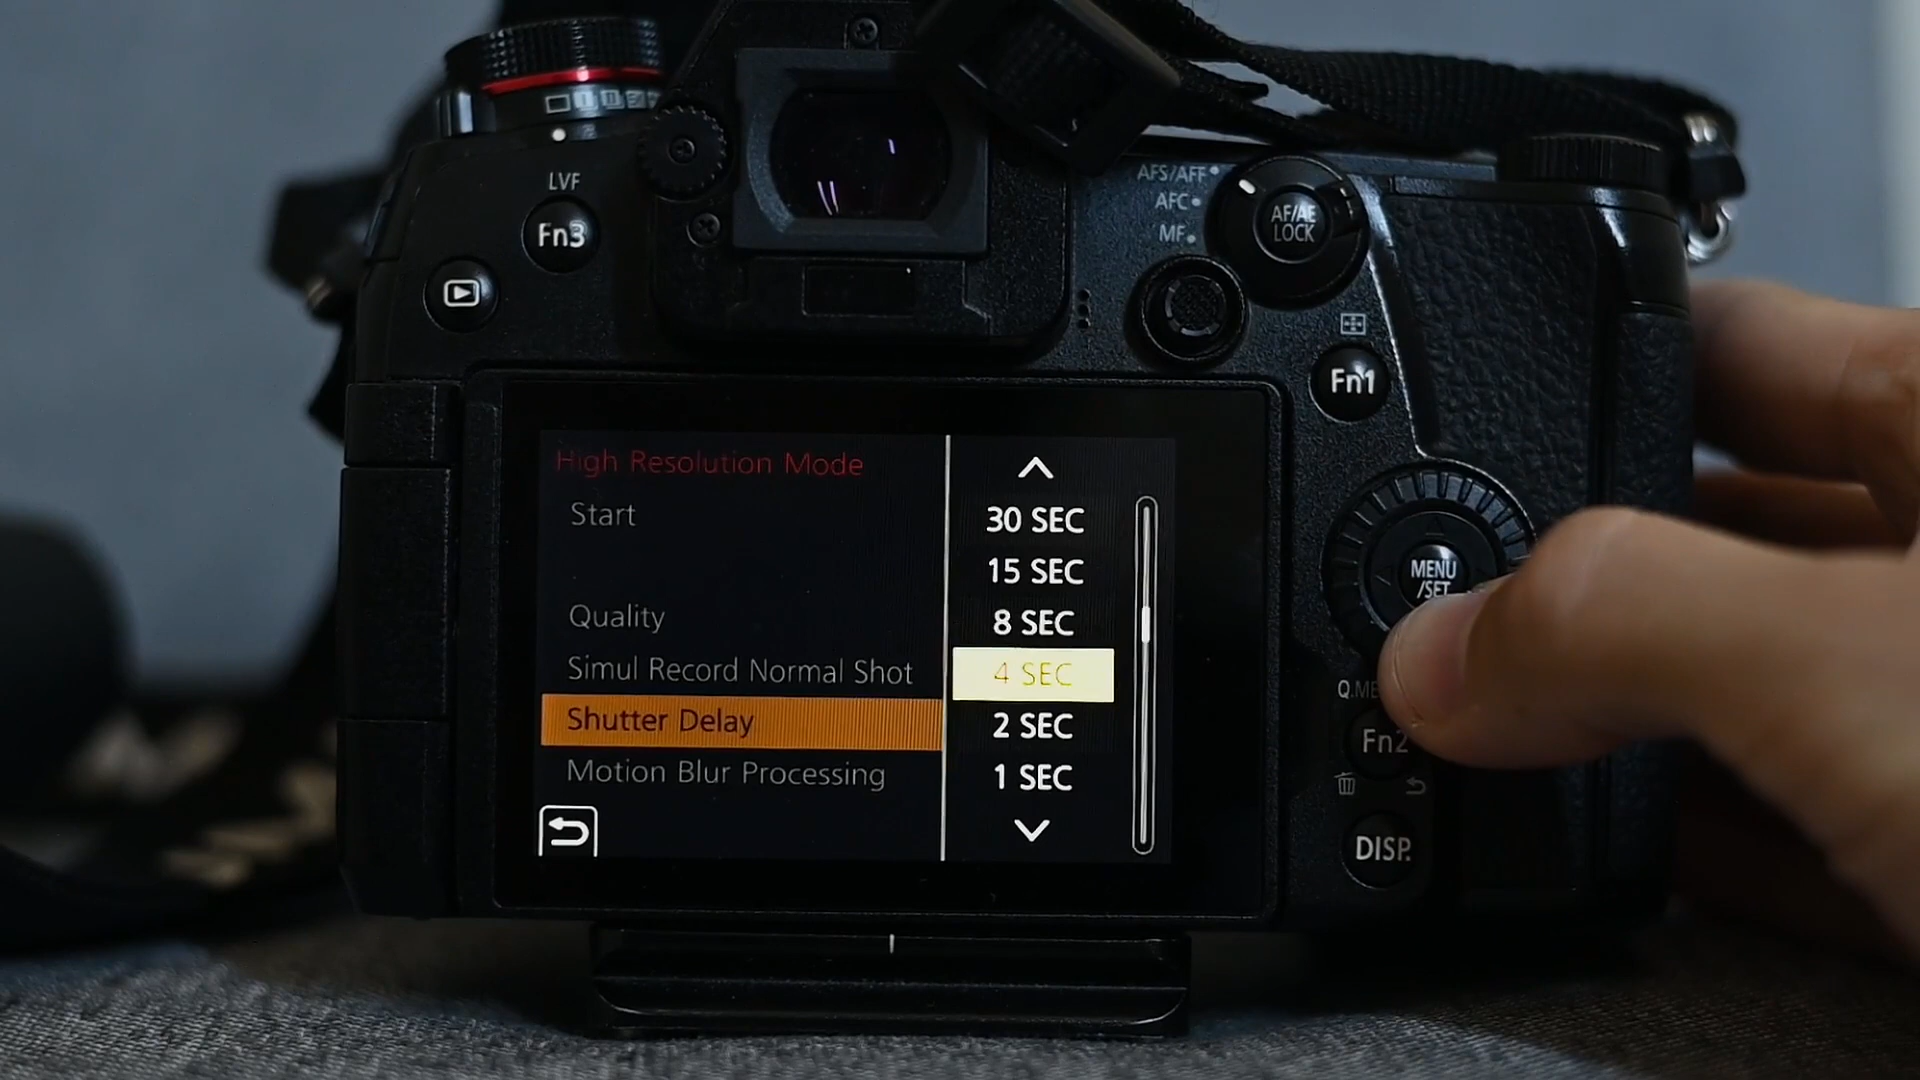 LVF
Fn3
AFS/AFF
AFC
MF
AF/AE
LOCK
Fn1
High Resolution Mode
Start
Quality
Simul Record Normal Shot
Shutter Delay
Motion Blur Processing
30 SEC
15 SEC
8 SEC
4 SEC
2 SEC
1 SEC
MENU
/SET
Fn2
DISP.